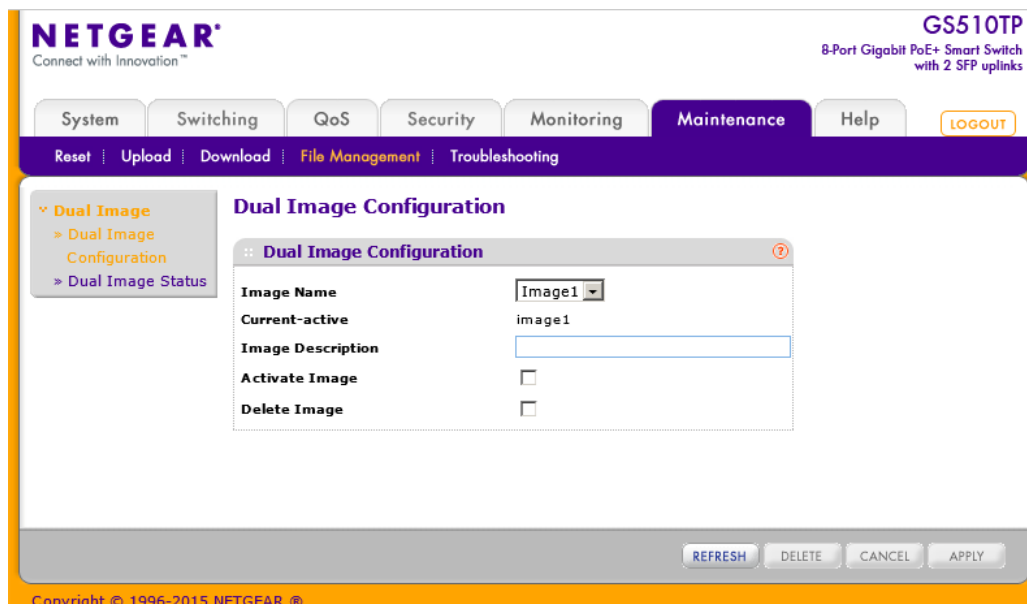 NETGEAR®
Connect with Innovation™
GS510TP
8-Port Gigabit PoE+ Smart Switch
with 2 SFP uplinks
System
Switching
QoS
Security
Monitoring
Maintenance
Help
LOGOUT
Reset
Upload
Download
File Management
Troubleshooting
Dual Image
» Dual Image
Configuration
» Dual Image Status
Dual Image Configuration
Dual Image Configuration
?
Image Name
Image1
Current-active
image1
Image Description
Activate Image
Delete Image
REFRESH
DELETE
CANCEL
APPLY
Copyright © 1996-2015 NETGEAR ®